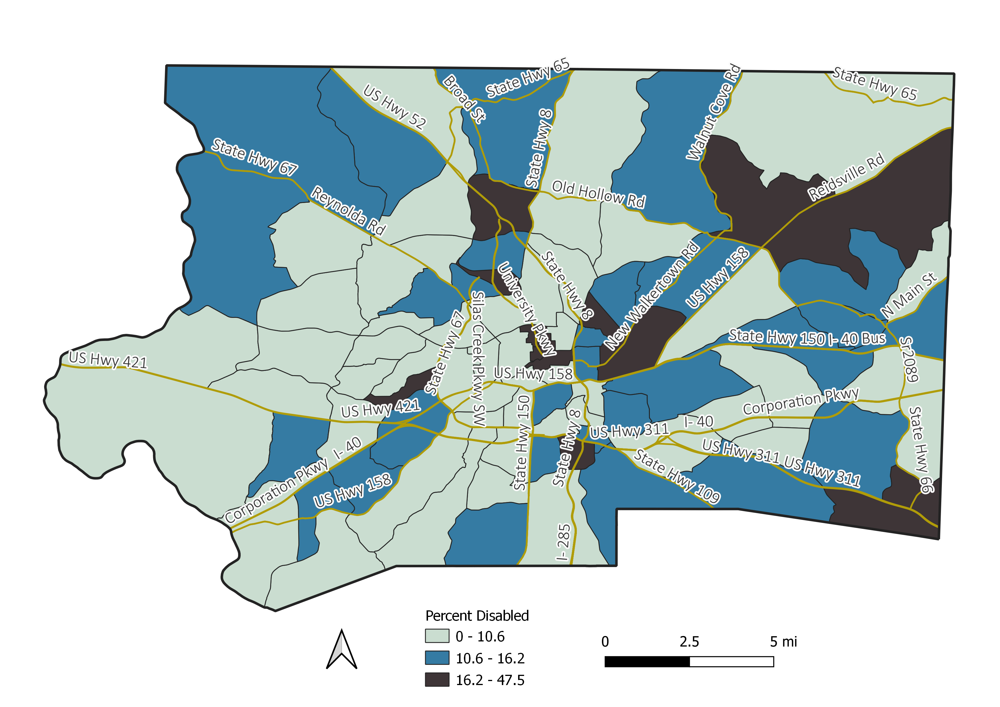 State Hwy 65
Broad St
State Hwy 65
US Hwy 52
Walnut Cove Rd
State Hwy 8
State Hwy 67
Reidsville Rd
Reynolda Rd
Old Hollow Rd
State Hwy 8
New Walkertown Rd
US Hwy 158
University Pkwy
N Main St
Silas Creek Pkwy SW
State Hwy 67
State Hwy 150
I- 40 Bus
Sr2089
US Hwy 421
US Hwy 158
US Hwy 421
State Hwy 150
Corporation Pkwy
State Hwy 8
I- 40
US Hwy 311
State Hwy 66
I- 40
Corporation Pkwy
US Hwy 311
US Hwy 311
State Hwy 109
US Hwy 158
I- 285
Percent Disabled
0 - 10.6
10.6 - 16.2
16.2 - 47.5
0 2.5 5 mi